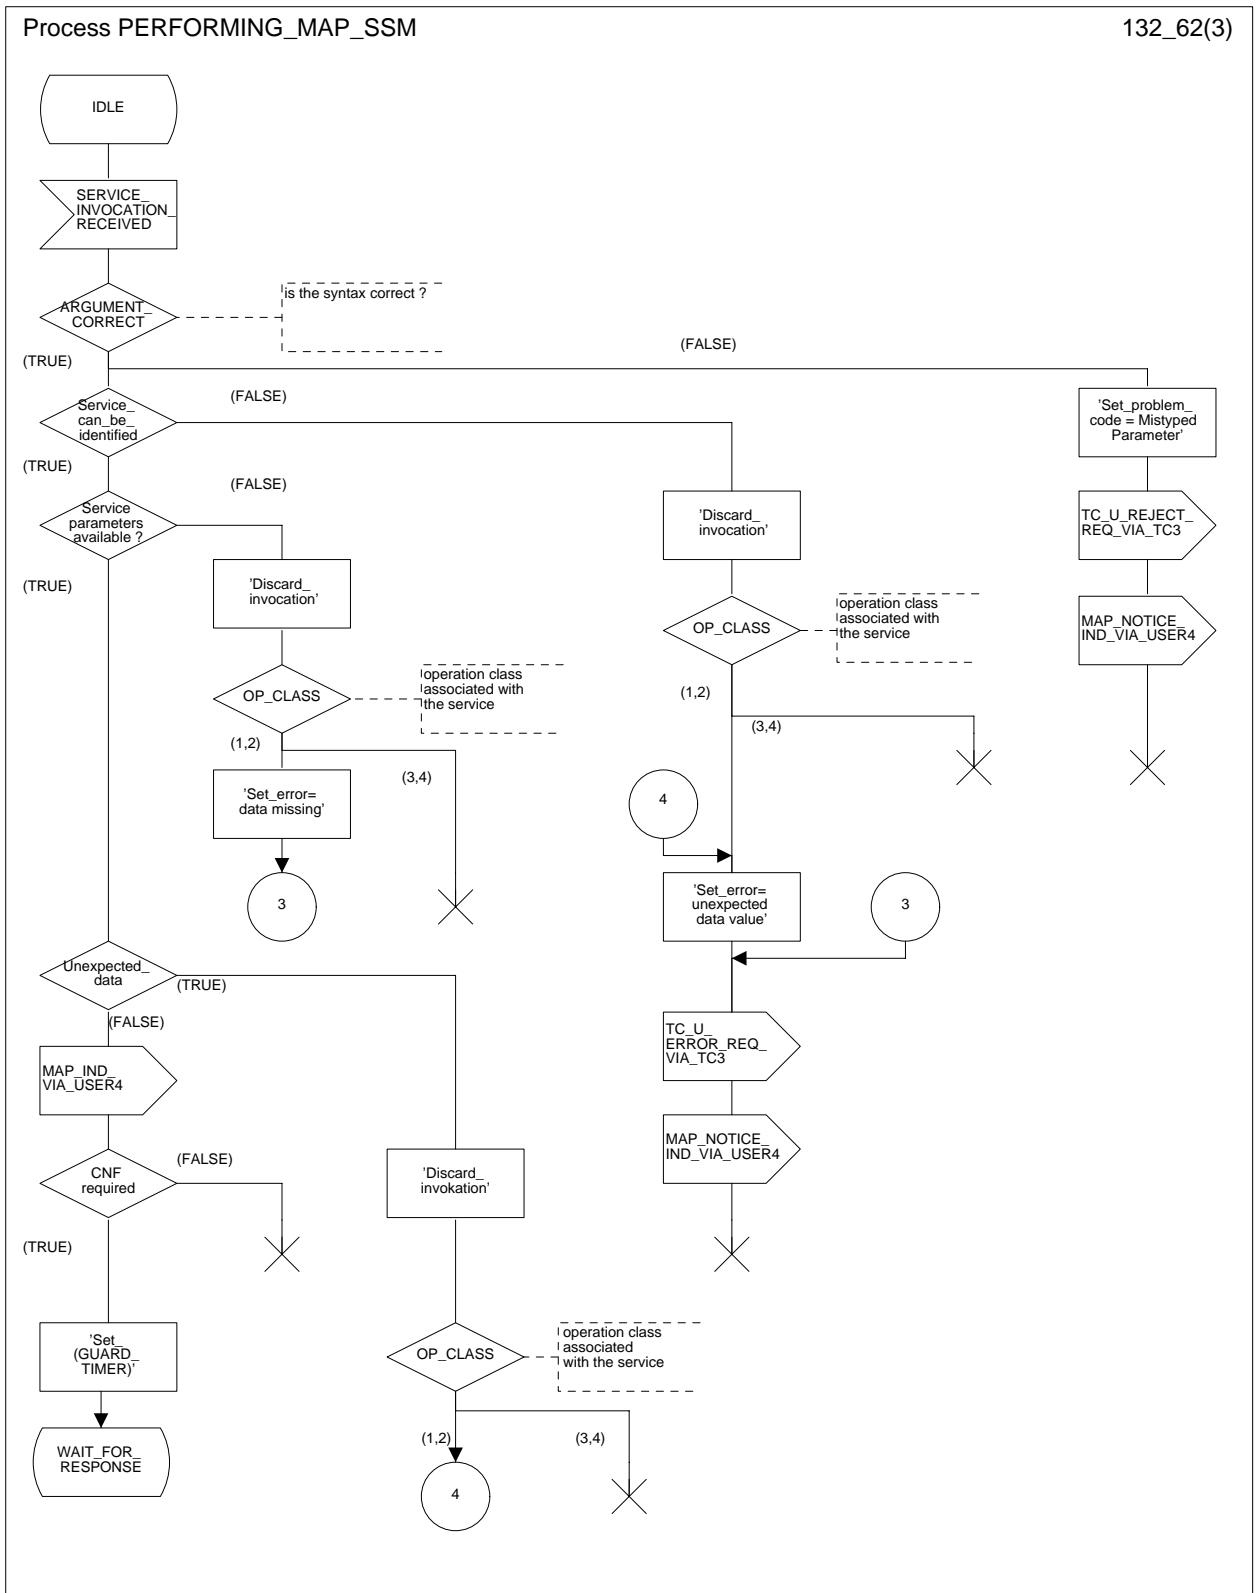 Process PERFORMING_MAP_SSM
132_62(3)
IDLE
SERVICE_
INVOCATION_
RECEIVED
ARGUMENT_
CORRECT
is the syntax correct ?
(TRUE)
(FALSE)
Service_
can_be_
identified
(FALSE)
'Set_problem_
code = Mistyped
Parameter'
(TRUE)
Service
parameters
available ?
(FALSE)
'Discard_
invocation'
TC_U_REJECT_
REQ_VIA_TC3
(TRUE)
'Discard_
invocation'
OP_CLASS
operation class
associated with
the service
MAP_NOTICE_
IND_VIA_USER4
OP_CLASS
operation class
associated with
the service
(1,2)
(3,4)
(1,2)
(3,4)
'Set_error=
data missing'
4
3
'Set_error=
unexpected
data value'
3
Unexpected_
data
(TRUE)
(FALSE)
MAP_IND_
VIA_USER4
TC_U_
ERROR_REQ_
VIA_TC3
CNF
required
(FALSE)
'Discard_
invokation'
MAP_NOTICE_
IND_VIA_USER4
(TRUE)
'Set_
(GUARD_
TIMER)'
OP_CLASS
operation class
associated
with the service
WAIT_FOR_
RESPONSE
(1,2)
(3,4)
4